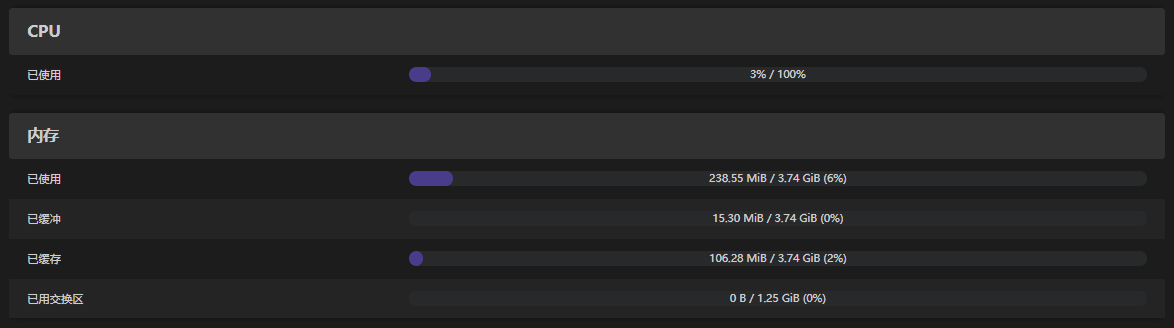 CPU
已使用 3% / 100%
内存
已使用 238.55 MiB / 3.74 GiB (6%)
已缓冲 15.30 MiB / 3.74 GiB (0%)
已缓存 106.28 MiB / 3.74 GiB (2%)
已用交换区 0 B / 1.25 GiB (0%)